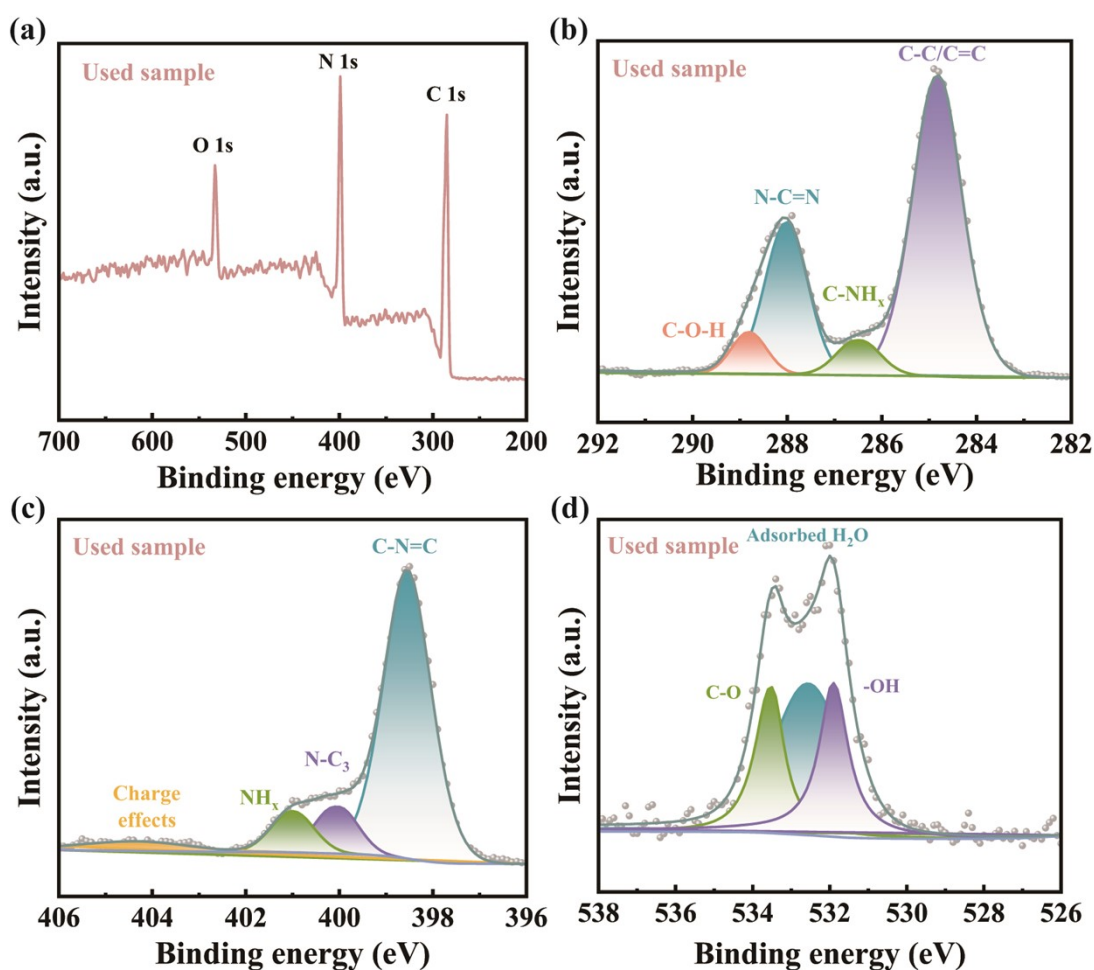 (a)
Used sample
O 1s
N 1s
C 1s
Intensity (a.u.)
700 600 500 400 300 200
Binding energy (eV)
(b)
Used sample
C-C/C=C
N-C=N
C-NHₓ
C-O-H
Intensity (a.u.)
292 290 288 286 284 282
Binding energy (eV)
(c)
Used sample
C-N=C
N-C₃
NHₓ
Charge
effects
Intensity (a.u.)
406 404 402 400 398 396
Binding energy (eV)
(d)
Used sample
Adsorbed H₂O
C-O
-OH
Intensity (a.u.)
538 536 534 532 530 528 526
Binding energy (eV)